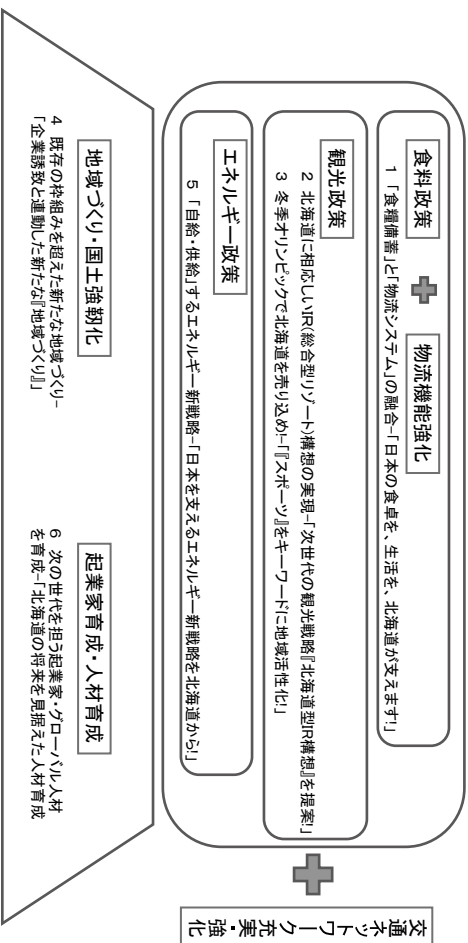 食料政策
物流機能強化
1 「食糧備蓄」と「物流システム」の融合−「日本の食卓を、生活を、北海道が支えます!」
観光政策
2 北海道に相応しいIR(総合型リゾート)構想の実現−「次世代の観光戦略『北海道型IR構想』を提案!」
3 冬季オリンピックで北海道を売り込め!−「『スポーツ』をキーワードに地域活性化!」
エネルギー政策
5 「自給・供給」するエネルギー新戦略−「日本を支えるエネルギー新戦略を北海道から!」
交通ネットワーク充実・強化
地域づくり・国土強靭化
4 既存の枠組みを超えた新たな地域づくり−
「企業誘致と連動した新たな『地域づくり』」
起業家育成・人材育成
6 次の世代を担う起業家・グローバル人材
を育成−「北海道の将来を見据えた人材育成